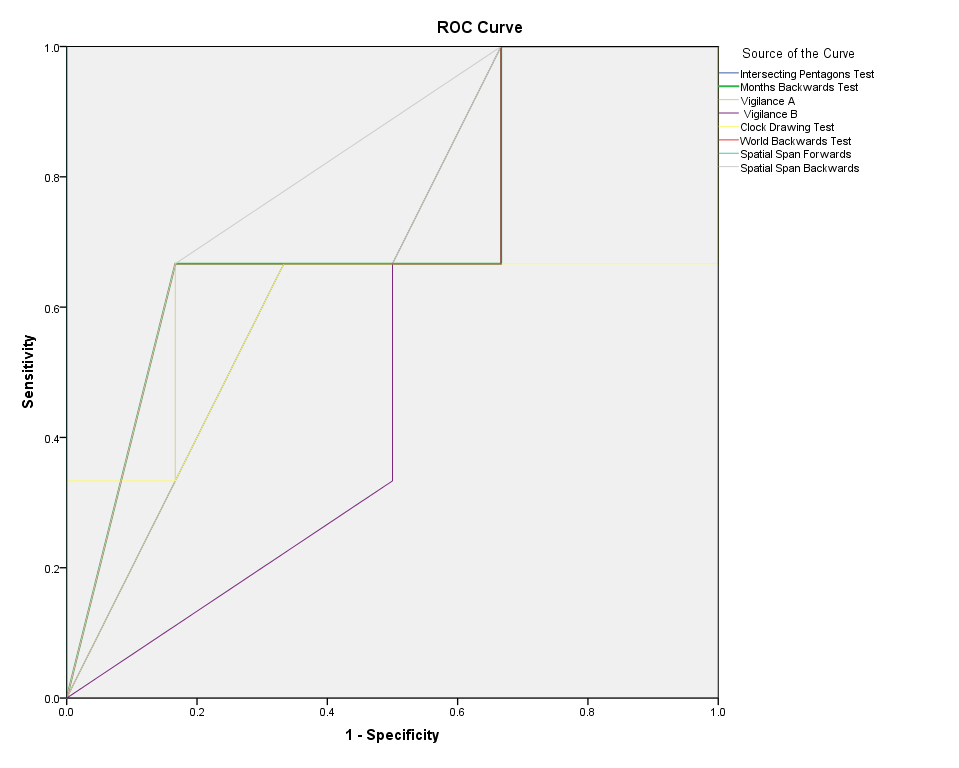 ROC Curve
Source of the Curve
Intersecting Pentagons Test
Months Backwards Test
Vigilance A
Vigilance B
Clock Drawing Test
World Backwards Test
Spatial Span Forwards
Spatial Span Backwards
1.0
0.8
0.6
0.4
0.2
0.0
Sensitivity
0.0 0.2 0.4 0.6 0.8 1.0
1 - Specificity